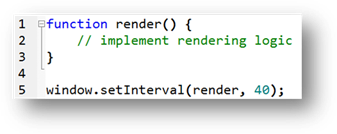 1 function render() {
2 // implement rendering logic
3 }
4
5 window.setInterval(render, 40);